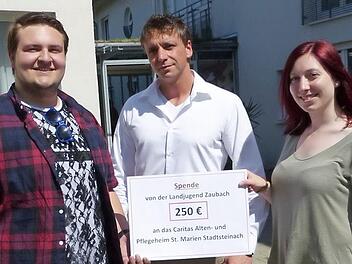 Spende
von der Landjugend Zaubach
250 €
an das Caritas Alten- und
Pflegeheim St. Marien Stadtsteinach